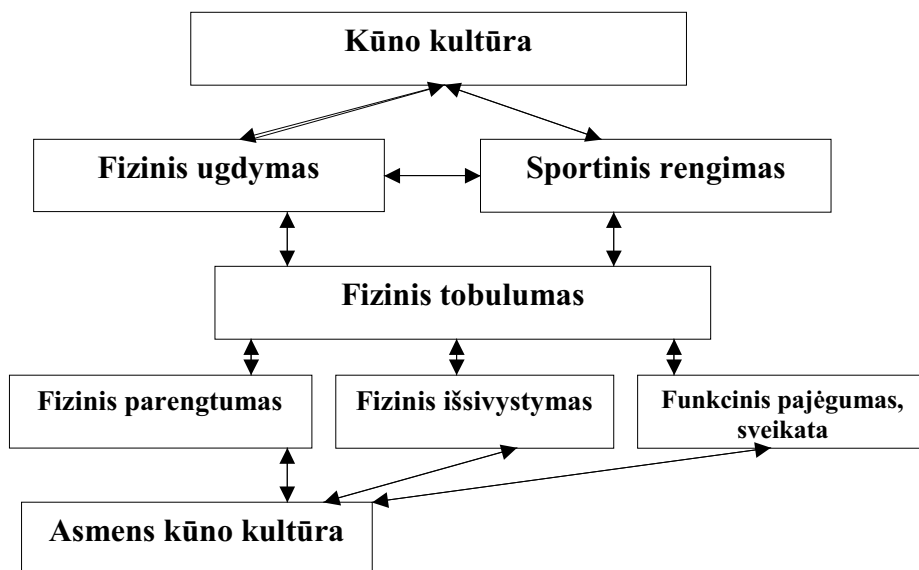 Kūno kultūra
Fizinis ugdymas
Sportinis rengimas
Fizinis tobulumas
Fizinis parengtumas
Fizinis išsivystymas
Funkcinis pajėgumas,
sveikata
Asmens kūno kultūra